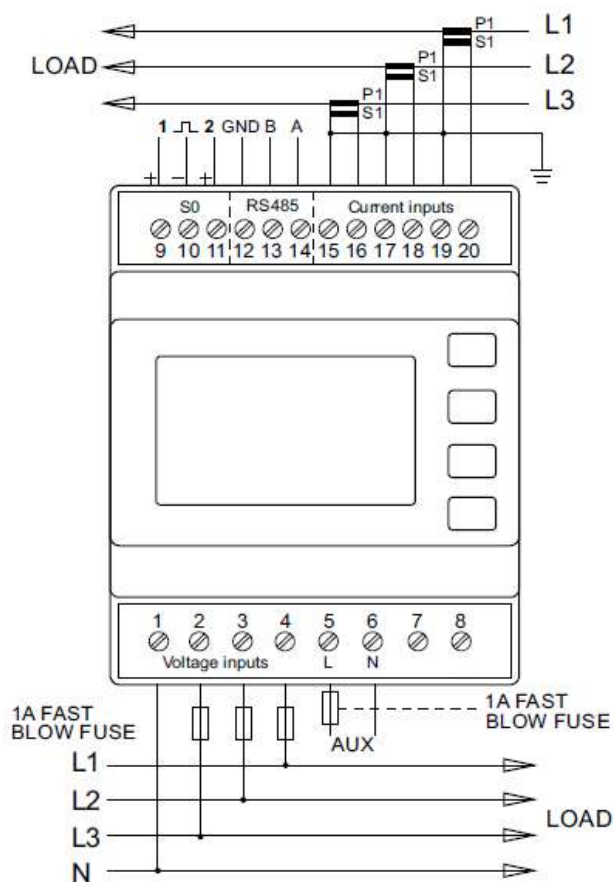 P1 L1
S1
LOAD P1 L2
S1
P1 L3
S1
1 2 GND B A
+ - +
S0 RS485 Current inputs
9 10 11 12 13 14 15 16 17 18 19 20
1 2 3 4 5 6 7 8
Voltage inputs L N
1A FAST
BLOW FUSE
1A FAST
BLOW FUSE
AUX
L1
L2
L3
N
LOAD